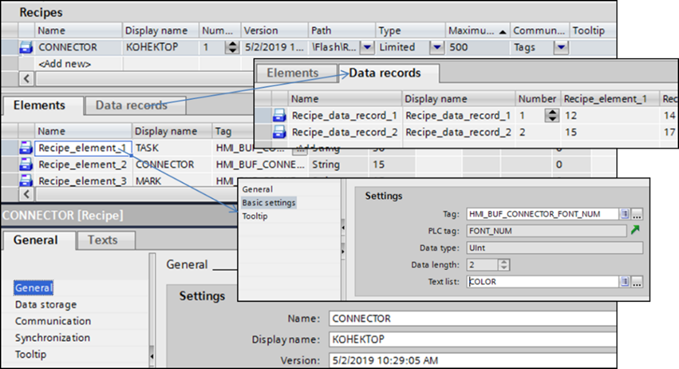 Recipes
Name Display name Num... Version Path Type Maximu... Commun... Tooltip
CONNECTOR КОНЕКТОР 1 5/2/2019 1... \Flash\R... Limited 500 Tags
<Add new>
Elements Data records
Name Display name Number Recipe_element_1 Rec
Recipe_data_record_1 Recipe_data_record_1 1 12 14
Recipe_data_record_2 Recipe_data_record_2 2 15 17
Elements Data records
Name Display name Tag
Recipe_element_1 TASK HMI_BUF_CO
Recipe_element_2 CONNECTOR HMI_BUF_CONNE... String 15 0
Recipe_element_3 MARK HMI_BUF_CO
General
Basic settings
Tooltip
Settings
Tag: HMI_BUF_CONNECTOR_FONT_NUM
PLC tag: FONT_NUM
Data type: UInt
Data length: 2
Text list: COLOR
CONNECTOR [Recipe]
General Texts
General
Data storage
Communication
Synchronization
Tooltip
General
Settings
Name: CONNECTOR
Display name: КОНЕКТОР
Version: 5/2/2019 10:29:05 AM